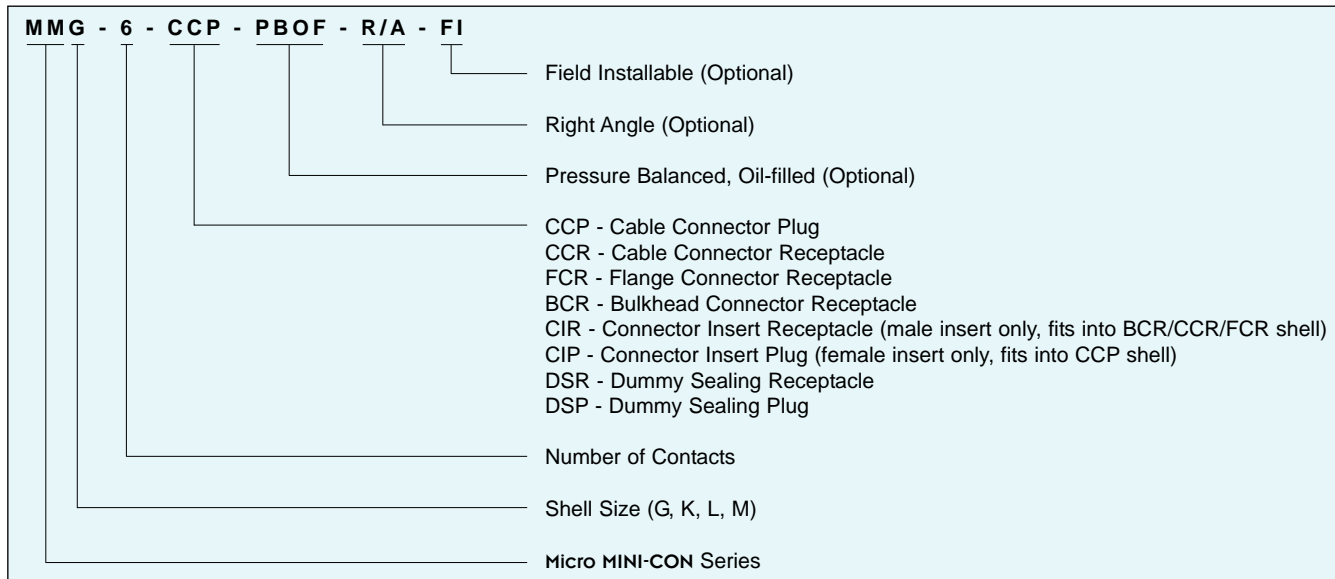 MMG - 6 - CCP - PBOF - R/A - FI
Field Installable (Optional)
Right Angle (Optional)
Pressure Balanced, Oil-filled (Optional)
CCP - Cable Connector Plug
CCR - Cable Connector Receptacle
FCR - Flange Connector Receptacle
BCR - Bulkhead Connector Receptacle
CIR - Connector Insert Receptacle (male insert only, fits into BCR/CCR/FCR shell)
CIP - Connector Insert Plug (female insert only, fits into CCP shell)
DSR - Dummy Sealing Receptacle
DSP - Dummy Sealing Plug
Number of Contacts
Shell Size (G, K, L, M)
Micro MINI-CON Series